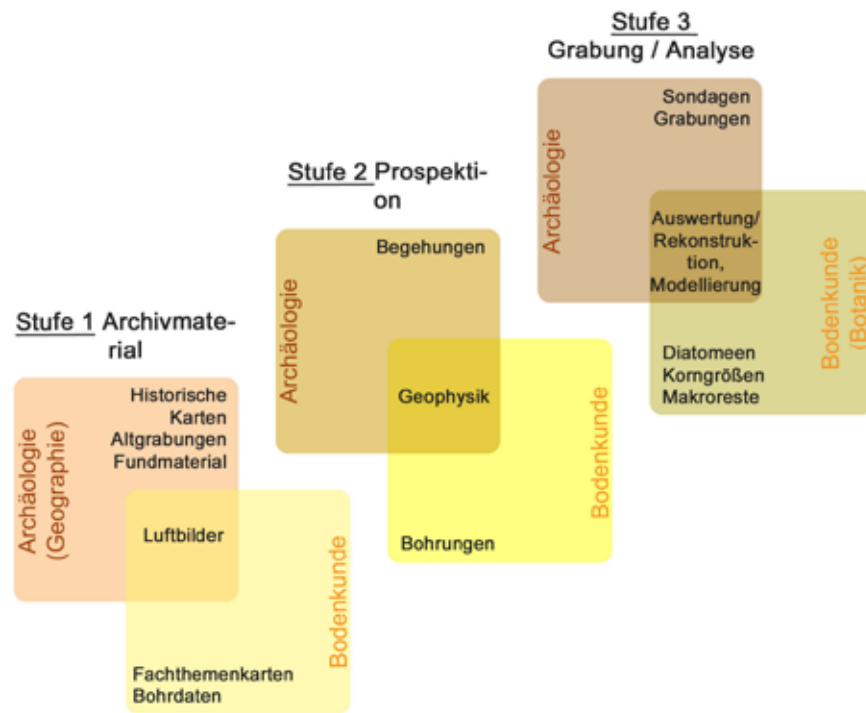 Stufe 3
Grabung / Analyse
Sondagen
Grabungen
Archäologie
Auswertung/
Rekonstruk-
tion,
Modellierung
Bodenkunde
(Botanik)
Diatomeen
Korngrößen
Makroreste
Stufe 2 Prospekti-
on
Begehungen
Archäologie
Geophysik
Bodenkunde
Bohrungen
Stufe 1 Archivmate-
rial
Historische
Karten
Altgrabungen
Fundmaterial
Archäologie
(Geographie)
Luftbilder
Bodenkunde
Fachthemenkarten
Bohrdaten